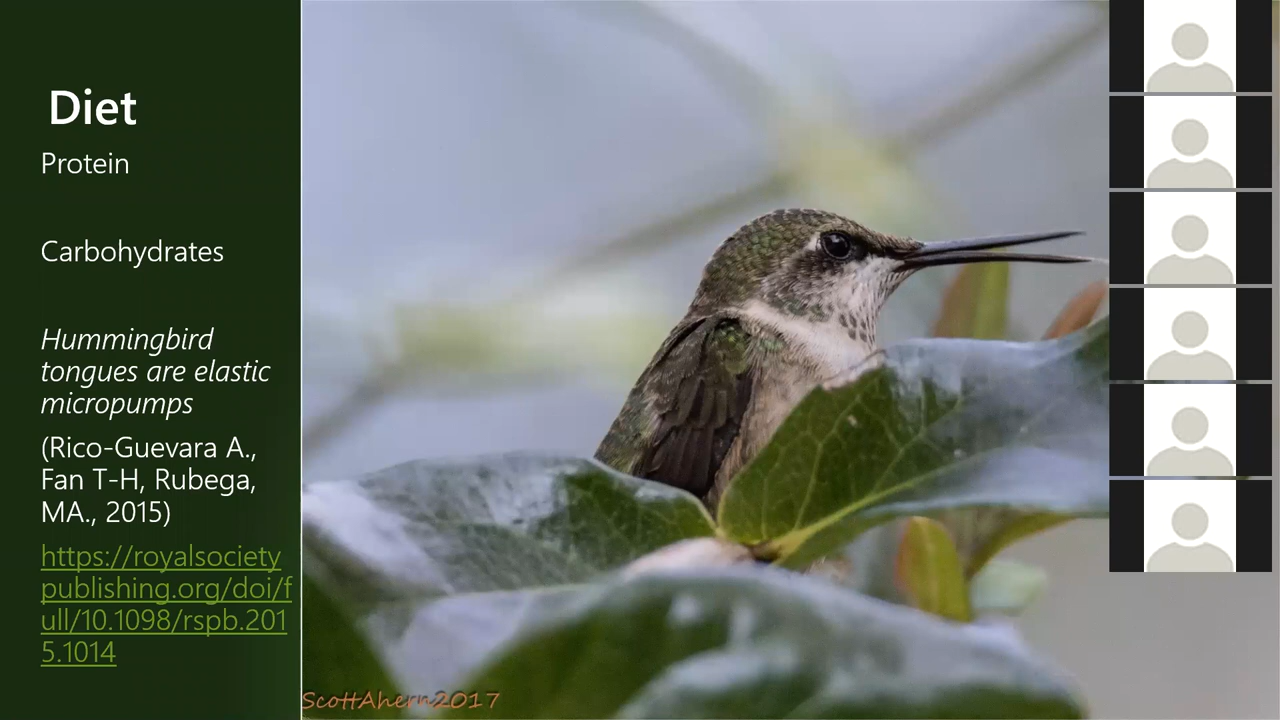 Diet
Protein
Carbohydrates
Hummingbird
tongues are elastic
micropumps
(Rico-Guevara A.,
Fan T-H, Rubega,
MA., 2015)
https://royalsociety
publishing.org/doi/f
ull/10.1098/rspb.201
5.1014
ScottAhern2017